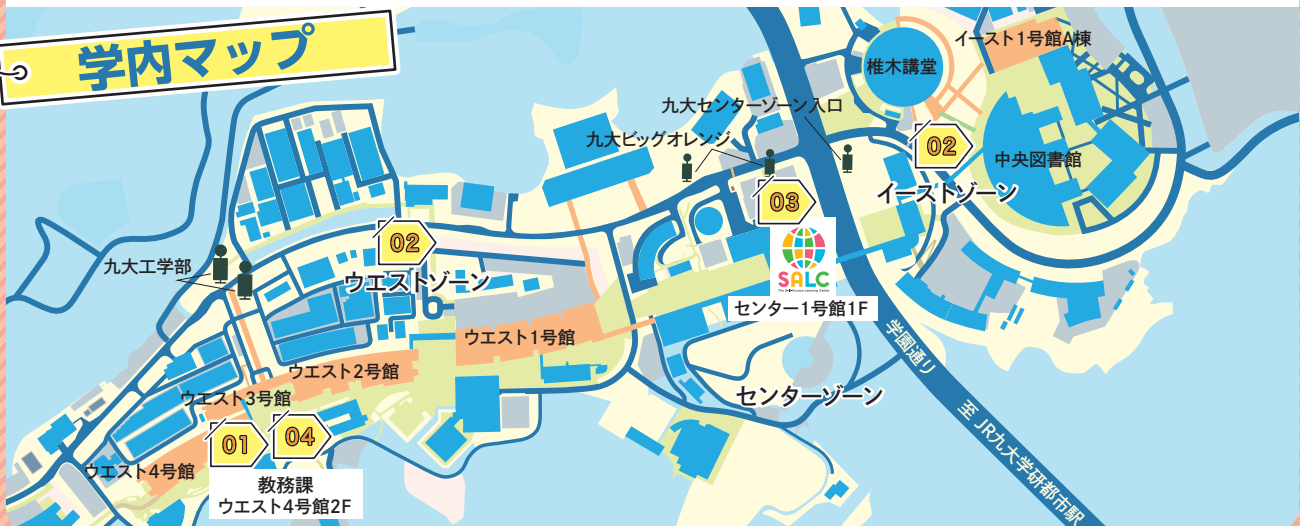 学内マップ
イースト1号館A棟
椎木講堂
九大センターゾーン入口
九大ビッグオレンジ
02
中央図書館
イーストゾーン
03
02
九大工学部
ウエストゾーン
SALC
The Self-Access Learning Center
センター1号館1F
ウエスト1号館
学園通り
ウエスト2号館
ウエスト3号館
センターゾーン
至 JR九大学研都市駅
01
04
ウエスト4号館
教務課
ウエスト4号館2F